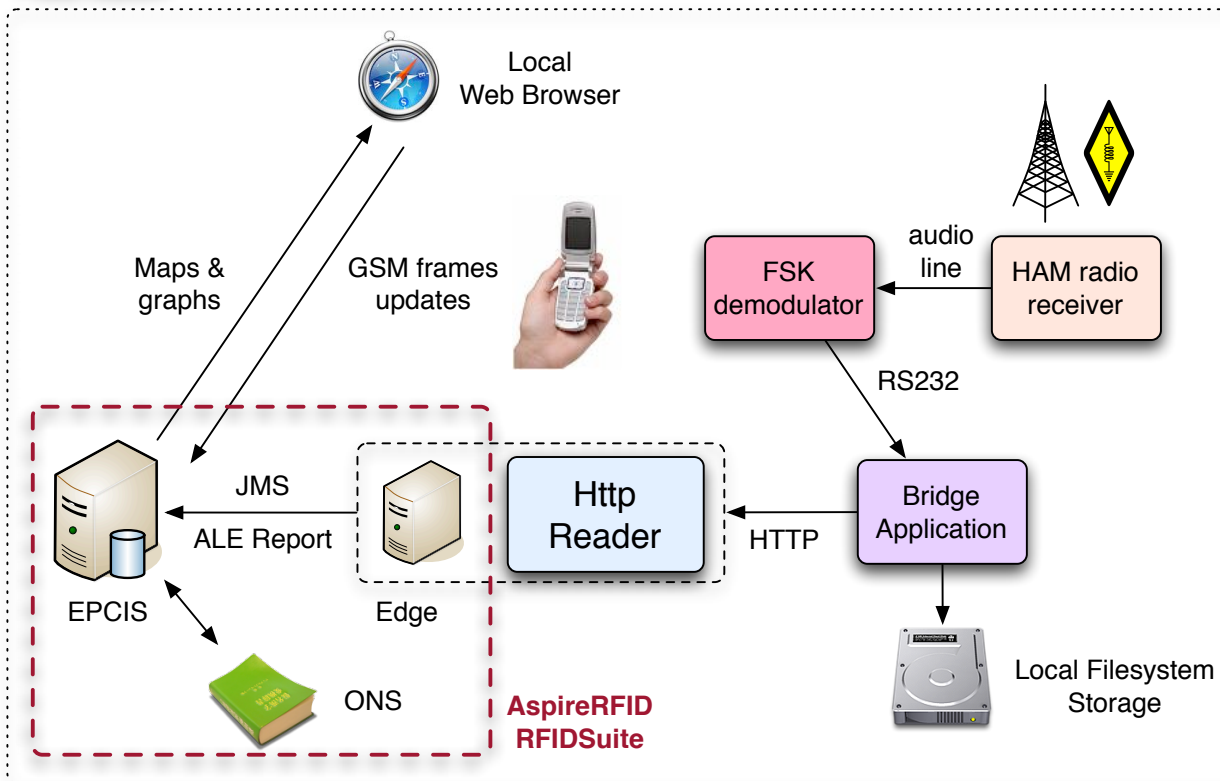 Local
Web Browser
audio
line
FSK
demodulator
HAM radio
receiver
Maps &
graphs
GSM frames
updates
RS232
JMS
ALE Report
Http
Reader
HTTP
Bridge
Application
EPCIS
Edge
ONS
AspireRFID
RFIDSuite
Local Filesystem
Storage